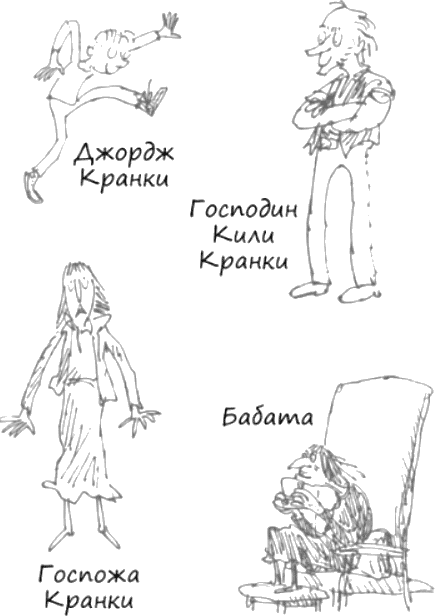 Джордж
Кранки
Господин
Кили
Кранки
Бабата
Госпожа
Кранки